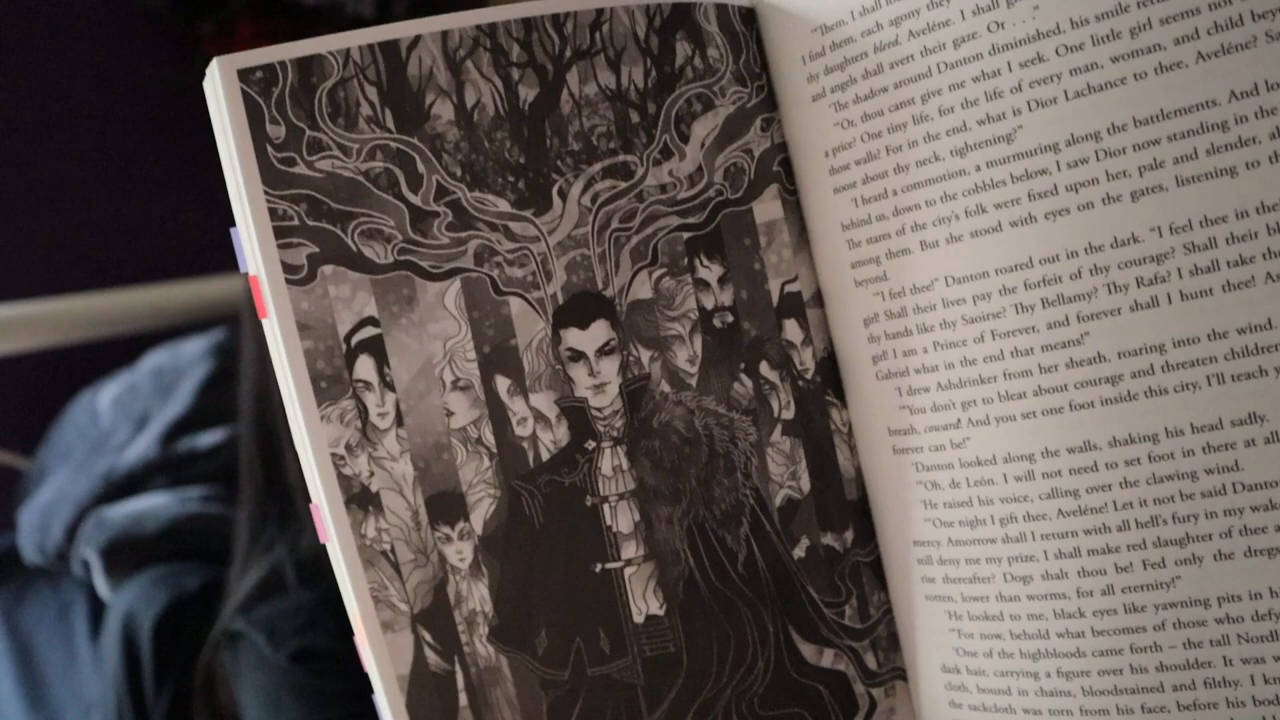 "Them, I shall
I find them, each agony they
thy daughters bleed, Aveléne. I shall
and angels shall avert their gaze. Or . . ."
'The shadow around Danton diminished, his smile
"Or, thou canst give me what I seek. One little girl seems not
a price? One tiny life, for the life of every man, woman, and child
those walls? For in the end, what is Dior Lachance to thee, Aveléne?
noose about thy neck, tightening?"
'I heard a commotion, a murmuring along the battlements. And
behind us, down to the cobbles below, I saw Dior now standing in the
The stares of the city's folk were fixed upon her, pale and slender,
among them. But she stood with eyes on the gates, listening to
beyond.
'"I feel thee!" Danton roared out in the dark. "I feel thee in the
girl! Shall their lives pay the forfeit of thy courage? Shall their
thy hands like thy Saoirse? Thy Bellamy? Thy Rafa? I shall take
girl! I am a Prince of Forever, and forever shall I hunt thee!
Gabriel what in the end that means!"
'I drew Ashdrinker from her sheath, roaring into the wind.
'"You don't get to bleat about courage and threaten children
breath, coward! And you set one foot inside this city, I'll teach
forever can be!"
'Danton looked along the walls, shaking his head sadly.
'"Oh, de León. I will not need to set foot in there at all
'He raised his voice, calling over the clawing wind.
'"One night I gift thee, Aveléne! Let it not be said
mercy. Amorrow shall I return with all hell's fury in my
still deny me my prize, I shall make red slaughter of thee
rise thereafter? Dogs shalt thou be! Fed only the
rotten, lower than worms, for all eternity!"
'He looked to me, black eyes like yawning pits in
'"For now, behold what becomes of those who
'One of the highbloods came forth – the tall
dark hair, carrying a figure over his shoulder. It was
cloth, bound in chains, bloodstained and filthy. I
the sackcloth was torn from his face, before his